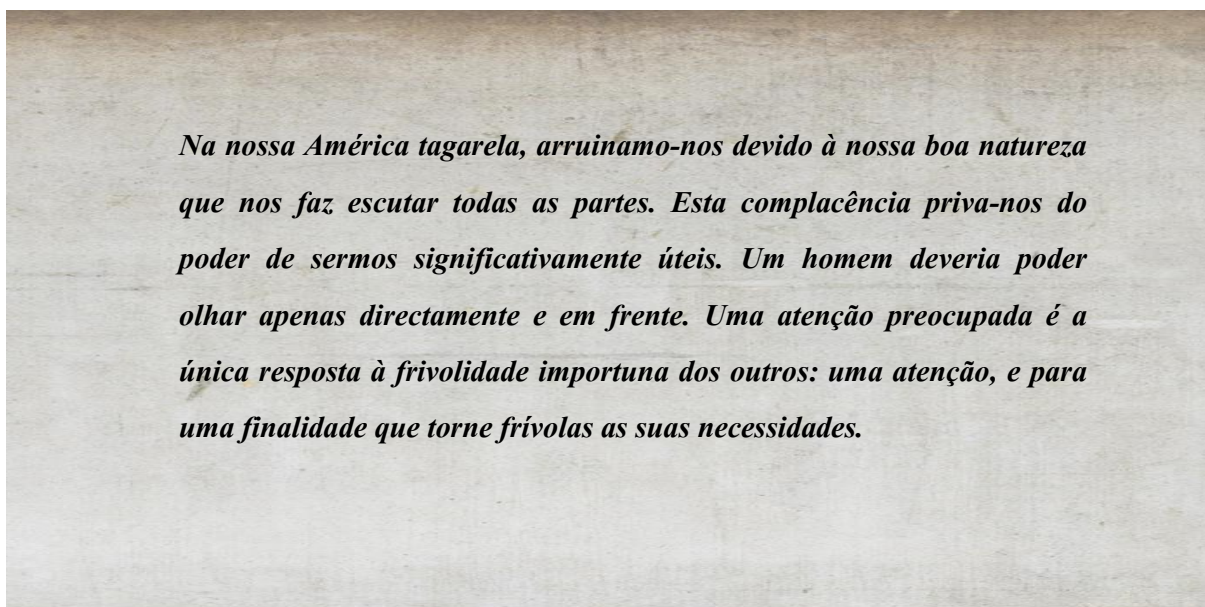 Na nossa América tagarela, arruinamo-nos devido à nossa boa natureza
que nos faz escutar todas as partes. Esta complacência priva-nos do
poder de sermos significativamente úteis. Um homem deveria poder
olhar apenas directamente e em frente. Uma atenção preocupada é a
única resposta à frivolidade importuna dos outros: uma atenção, e para
uma finalidade que torne frívolas as suas necessidades.